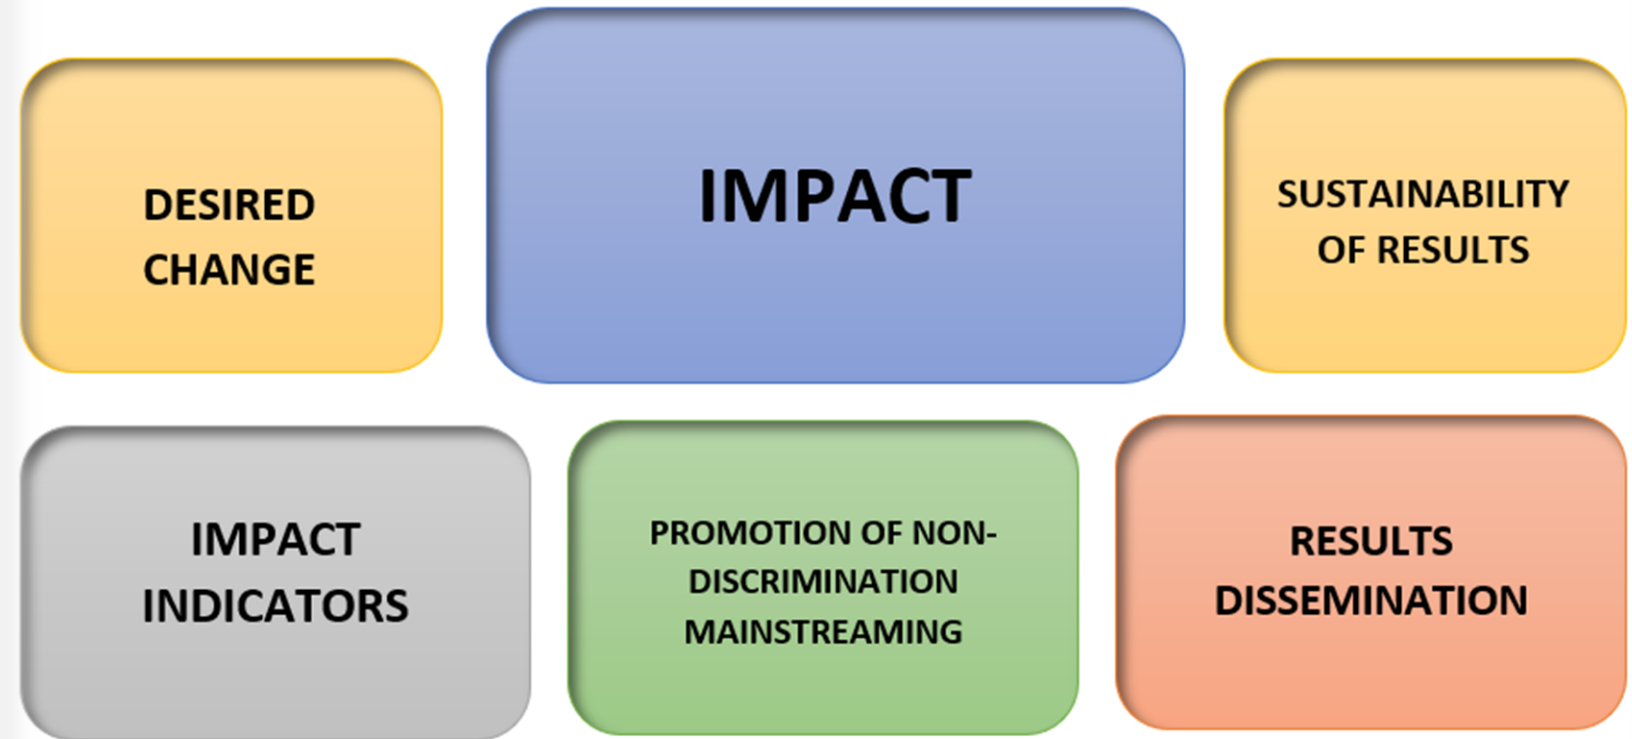 DESIRED
CHANGE
IMPACT
SUSTAINABILITY
OF RESULTS
IMPACT
INDICATORS
PROMOTION OF NON-
DISCRIMINATION
MAINSTREAMING
RESULTS
DISSEMINATION